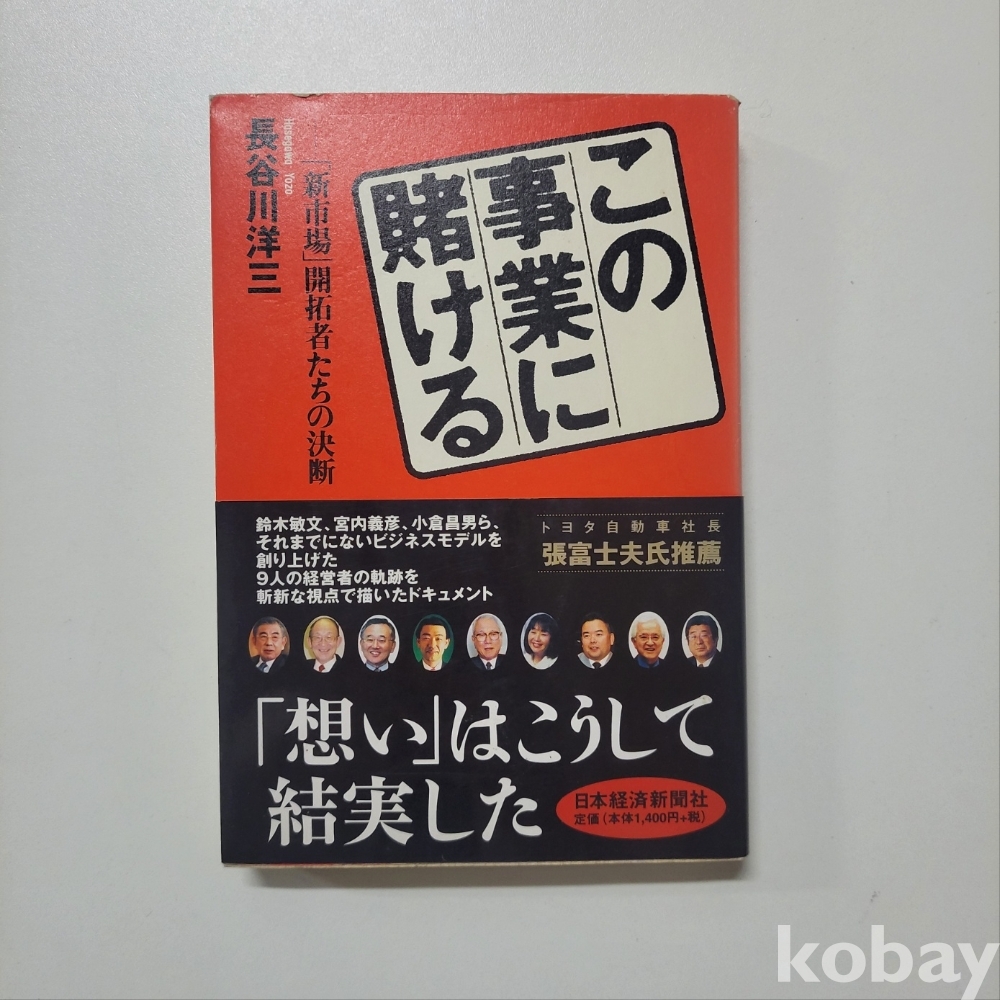 この
事業に
賭ける
「新市場」開拓者たちの決断
Hasegawa Yozo
長谷川洋三
鈴木敏文、宮内義彦、小倉昌男ら、
それまでにないビジネスモデルを
創り上げた
9人の経営者の軌跡を
斬新な視点で描いたドキュメント
トヨタ自動車社長
張富士夫氏推薦
「想い」はこうして
結実した
日本経済新聞社
定価(本体1,400円+税)
kobay